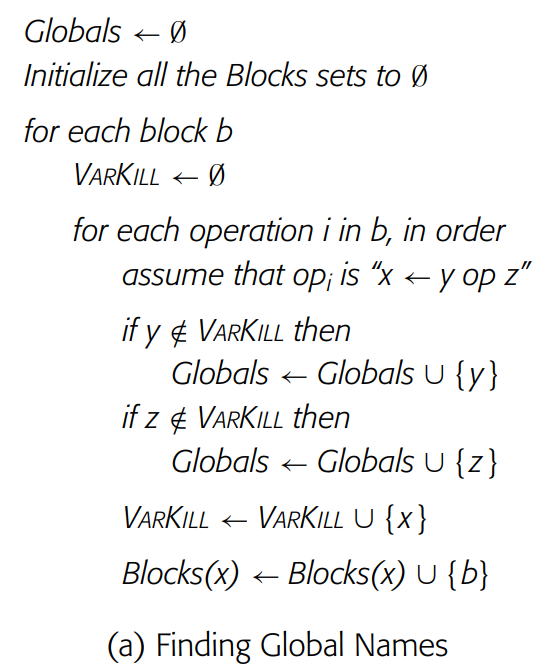 Globals ← ∅
Initialize all the Blocks sets to ∅
for each block b
VARKILL ← ∅
for each operation i in b, in order
assume that opᵢ is “x ← y op z”
if y ∉ VARKILL then
Globals ← Globals ∪ {y}
if z ∉ VARKILL then
Globals ← Globals ∪ {z}
VARKILL ← VARKILL ∪ {x}
Blocks(x) ← Blocks(x) ∪ {b}
(a) Finding Global Names